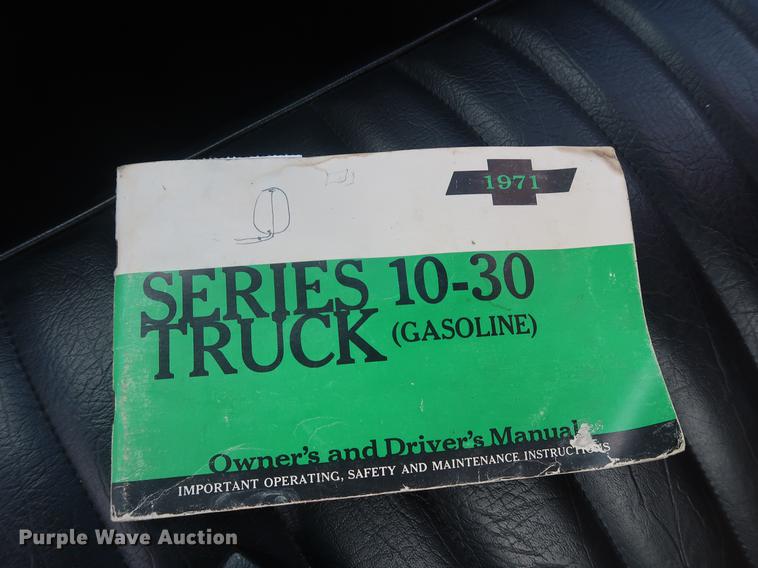 1971
SERIES 10-30
TRUCK (GASOLINE)
Owner's and Driver's Manual
IMPORTANT OPERATING, SAFETY AND MAINTENANCE INSTRUCTIONS
Purple Wave Auction